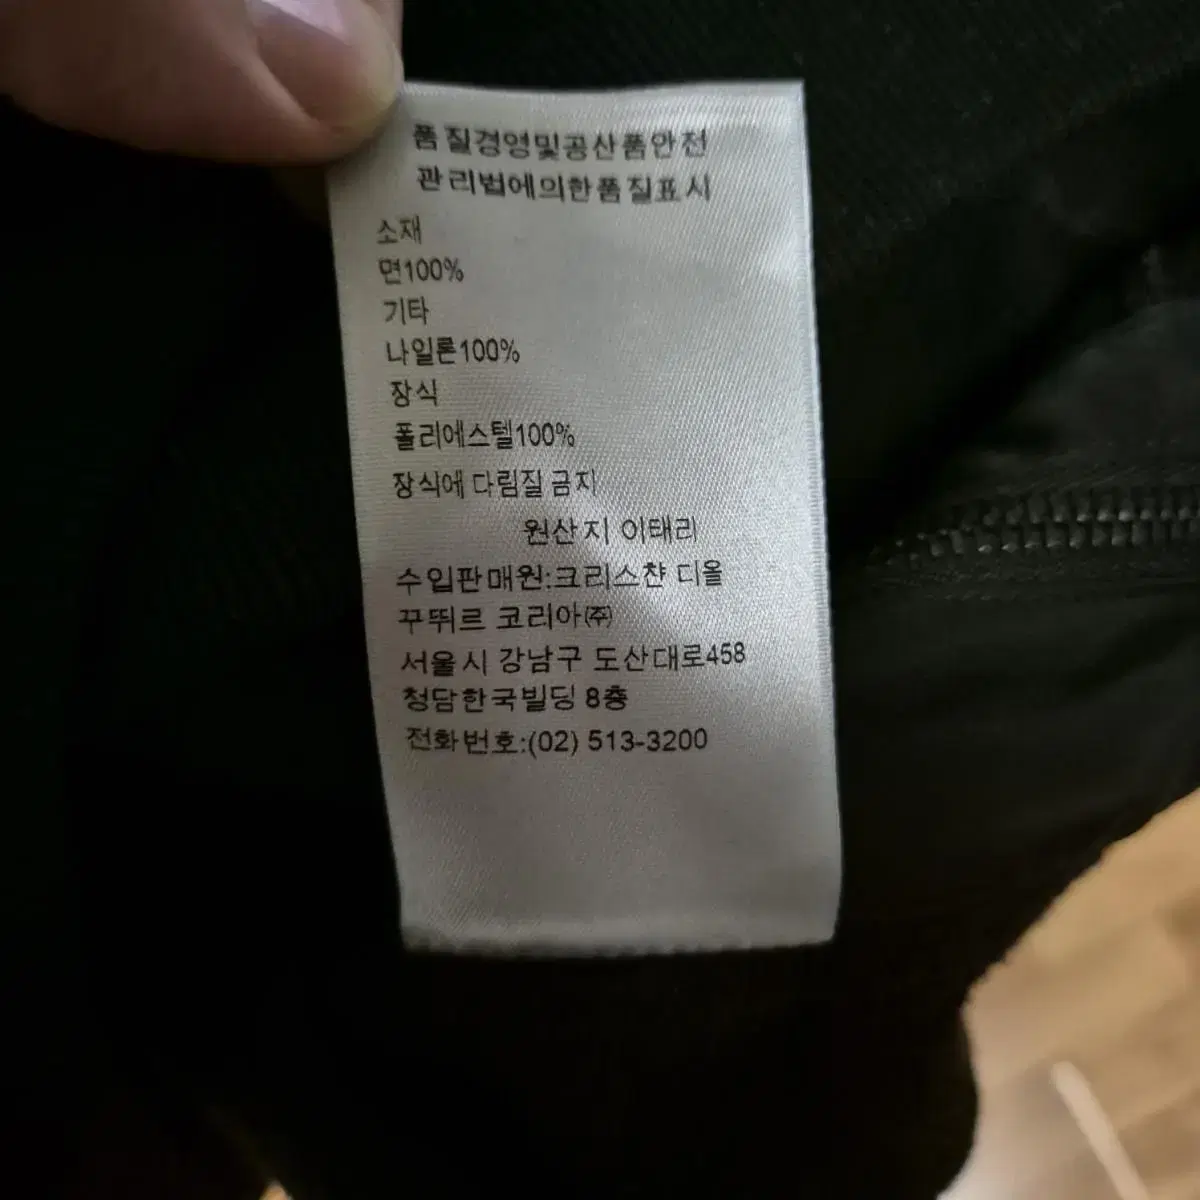 품질경영및공산품안전
관리법에의한품질표시
소재
면100%
기타
나일론100%
장식
폴리에스텔100%
장식에 다림질 금지
원산지 이태리
수입판매원:크리스챤 디올
꾸뛰르 코리아㈜
서울시 강남구 도산대로458
청담한국빌딩 8층
전화번호:(02) 513-3200